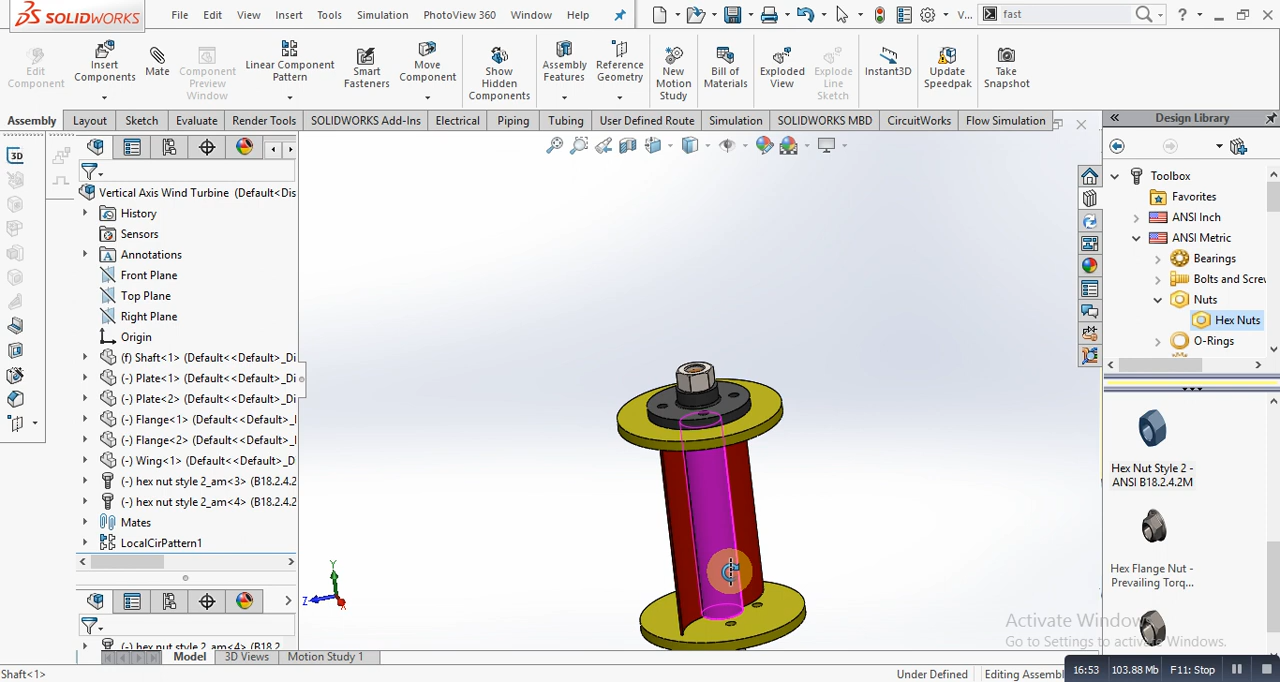 SOLIDWORKS
File Edit View Insert Tools Simulation PhotoView 360 Window Help
V...
fast
Edit Component
Insert Components
Mate
Component Preview Window
Linear Component Pattern
Smart Fasteners
Move Component
Show Hidden Components
Assembly Features
Reference Geometry
New Motion Study
Bill of Materials
Exploded View
Explode Line Sketch
Instant3D
Update Speedpak
Take Snapshot
Assembly Layout Sketch Evaluate Render Tools SOLIDWORKS Add-Ins Electrical Piping Tubing User Defined Route Simulation SOLIDWORKS MBD CircuitWorks Flow Simulation
Design Library
3D
Vertical Axis Wind Turbine (Default<Dis
History
Sensors
Annotations
Front Plane
Top Plane
Right Plane
Origin
(f) Shaft<1> (Default<<Default>_Di
(-) Plate<1> (Default<<Default>_Di
(-) Plate<2> (Default<<Default>_Di
(-) Flange<1> (Default<<Default>_
(-) Flange<2> (Default<<Default>_I
(-) Wing<1> (Default<<Default>_D
(-) hex nut style 2_am<3> (B18.2.4.2
(-) hex nut style 2_am<4> (B18.2.4.2
Mates
LocalCirPattern1
(-) hex nut style 2_am<4> (B18.2
Y
Z
Toolbox
Favorites
ANSI Inch
ANSI Metric
Bearings
Bolts and Screw
Nuts
Hex Nuts
O-Rings
Hex Nut Style 2 -
ANSI B18.2.4.2M
Hex Flange Nut -
Prevailing Torq...
Activate Windows
Go to Settings to activate Windows.
Model 3D Views Motion Study 1
Shaft<1>
Under Defined
Editing Assembl
16:53 103.88 Mb F11: Stop